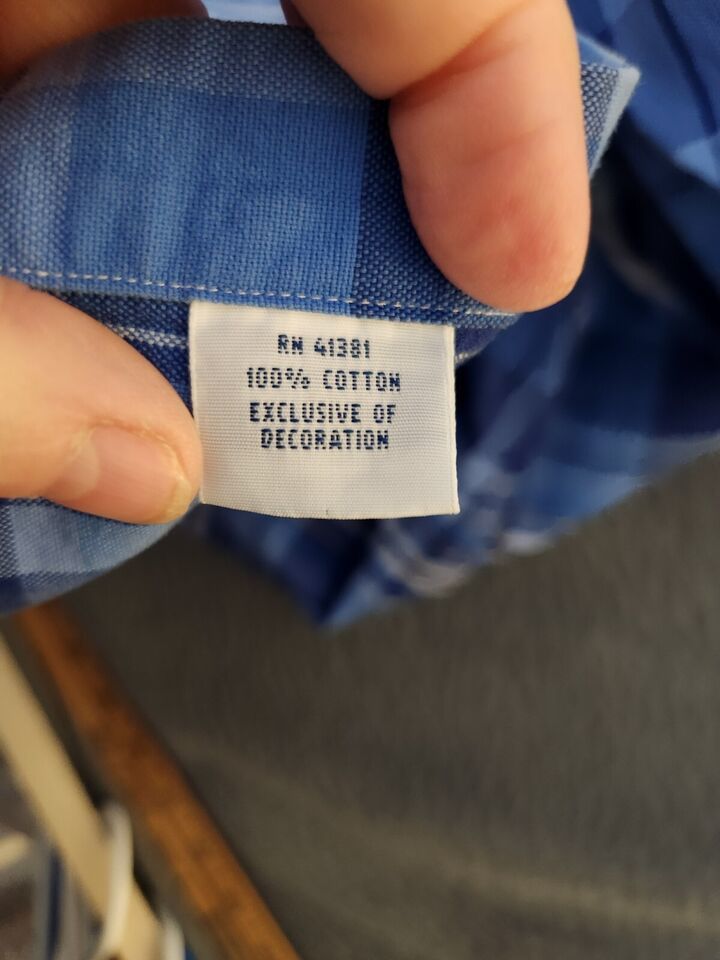 RN 41381
100% COTTON
EXCLUSIVE OF
DECORATION